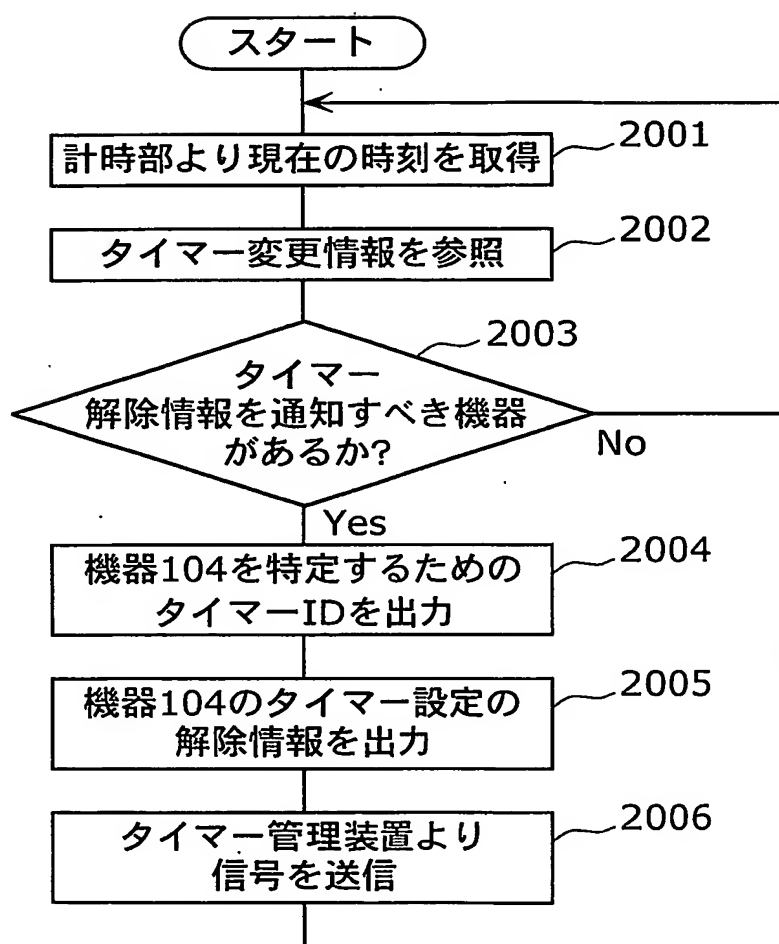 スタート
計時部より現在の時刻を取得
2001
タイマー変更情報を参照
2002
2003
タイマー
解除情報を通知すべき機器
があるか?
No
Yes
機器104を特定するための
タイマーIDを出力
2004
機器104のタイマー設定の
解除情報を出力
2005
タイマー管理装置より
信号を送信
2006